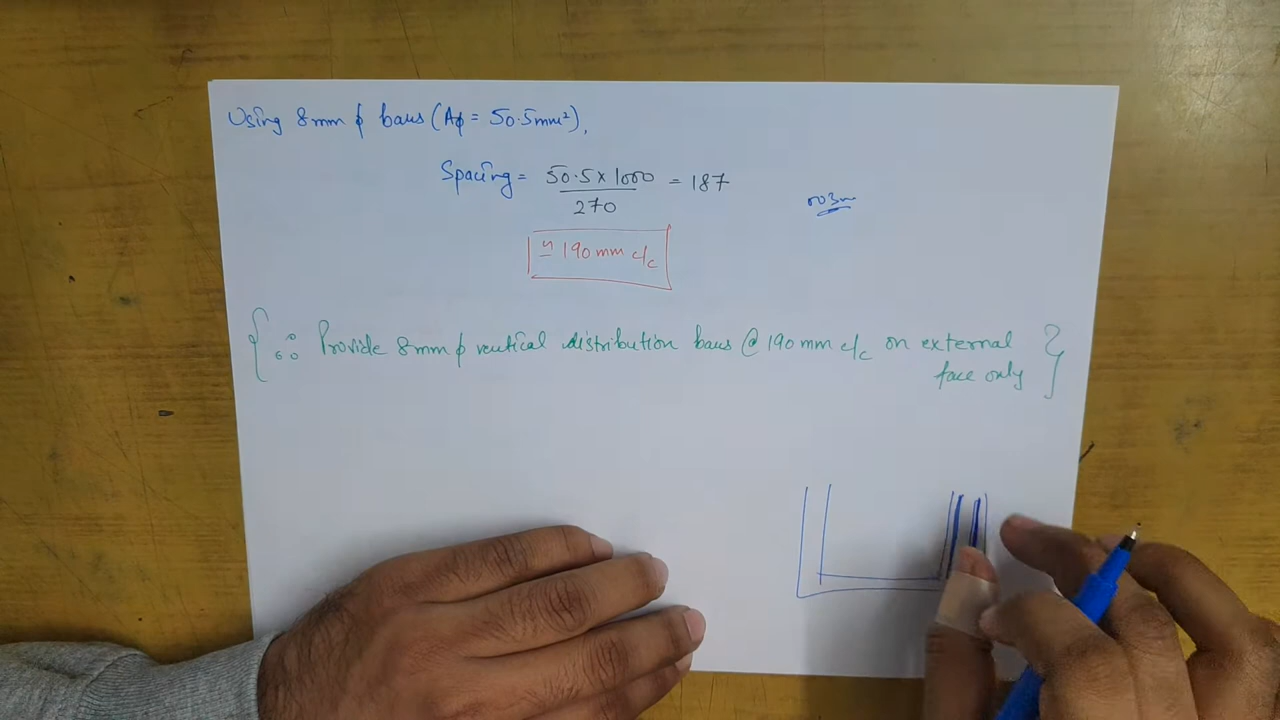 Using 8mm ϕ bars (Aϕ = 50.5mm²),
Spacing = 50.5 x 1000 / 270 = 187
≃ 190 mm c/c
{ ∴ Provide 8mm ϕ vertical distribution bars @ 190 mm c/c on external
face only }